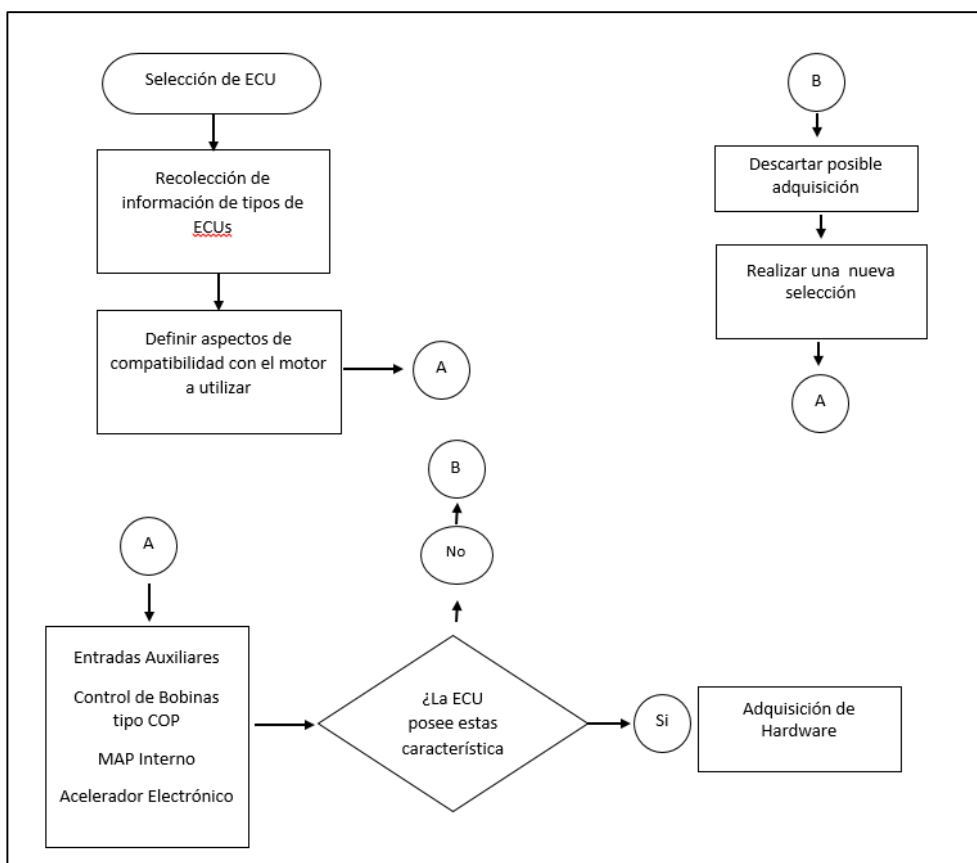 Selección de ECU
Recolección de
información de tipos de
ECUs
Definir aspectos de
compatibilidad con el motor
a utilizar
A
B
Descartar posible
adquisición
Realizar una nueva
selección
A
A
Entradas Auxiliares
Control de Bobinas
tipo COP
MAP Interno
Acelerador Electrónico
¿La ECU
posee estas
característica
No
B
Si
Adquisición de
Hardware